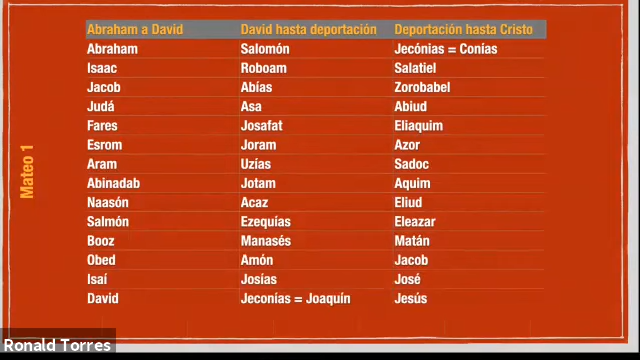 Mateo 1
Abraham a David David hasta deportación Deportación hasta Cristo
Abraham Salomón Jecónias = Conías
Isaac Roboam Salatiel
Jacob Abías Zorobabel
Judá Asa Abiud
Fares Josafat Eliaquim
Esrom Joram Azor
Aram Uzías Sadoc
Abinadab Jotam Aquim
Naasón Acaz Eliud
Salmón Ezequías Eleazar
Booz Manasés Matán
Obed Amón Jacob
Isaí Josías José
David Jeconías = Joaquín Jesús
Ronald Torres